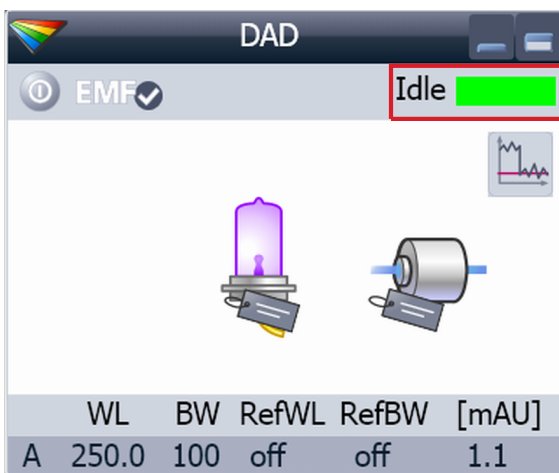 DAD
EMF Idle
WL BW RefWL RefBW [mAU]
A 250.0 100 off off 1.1